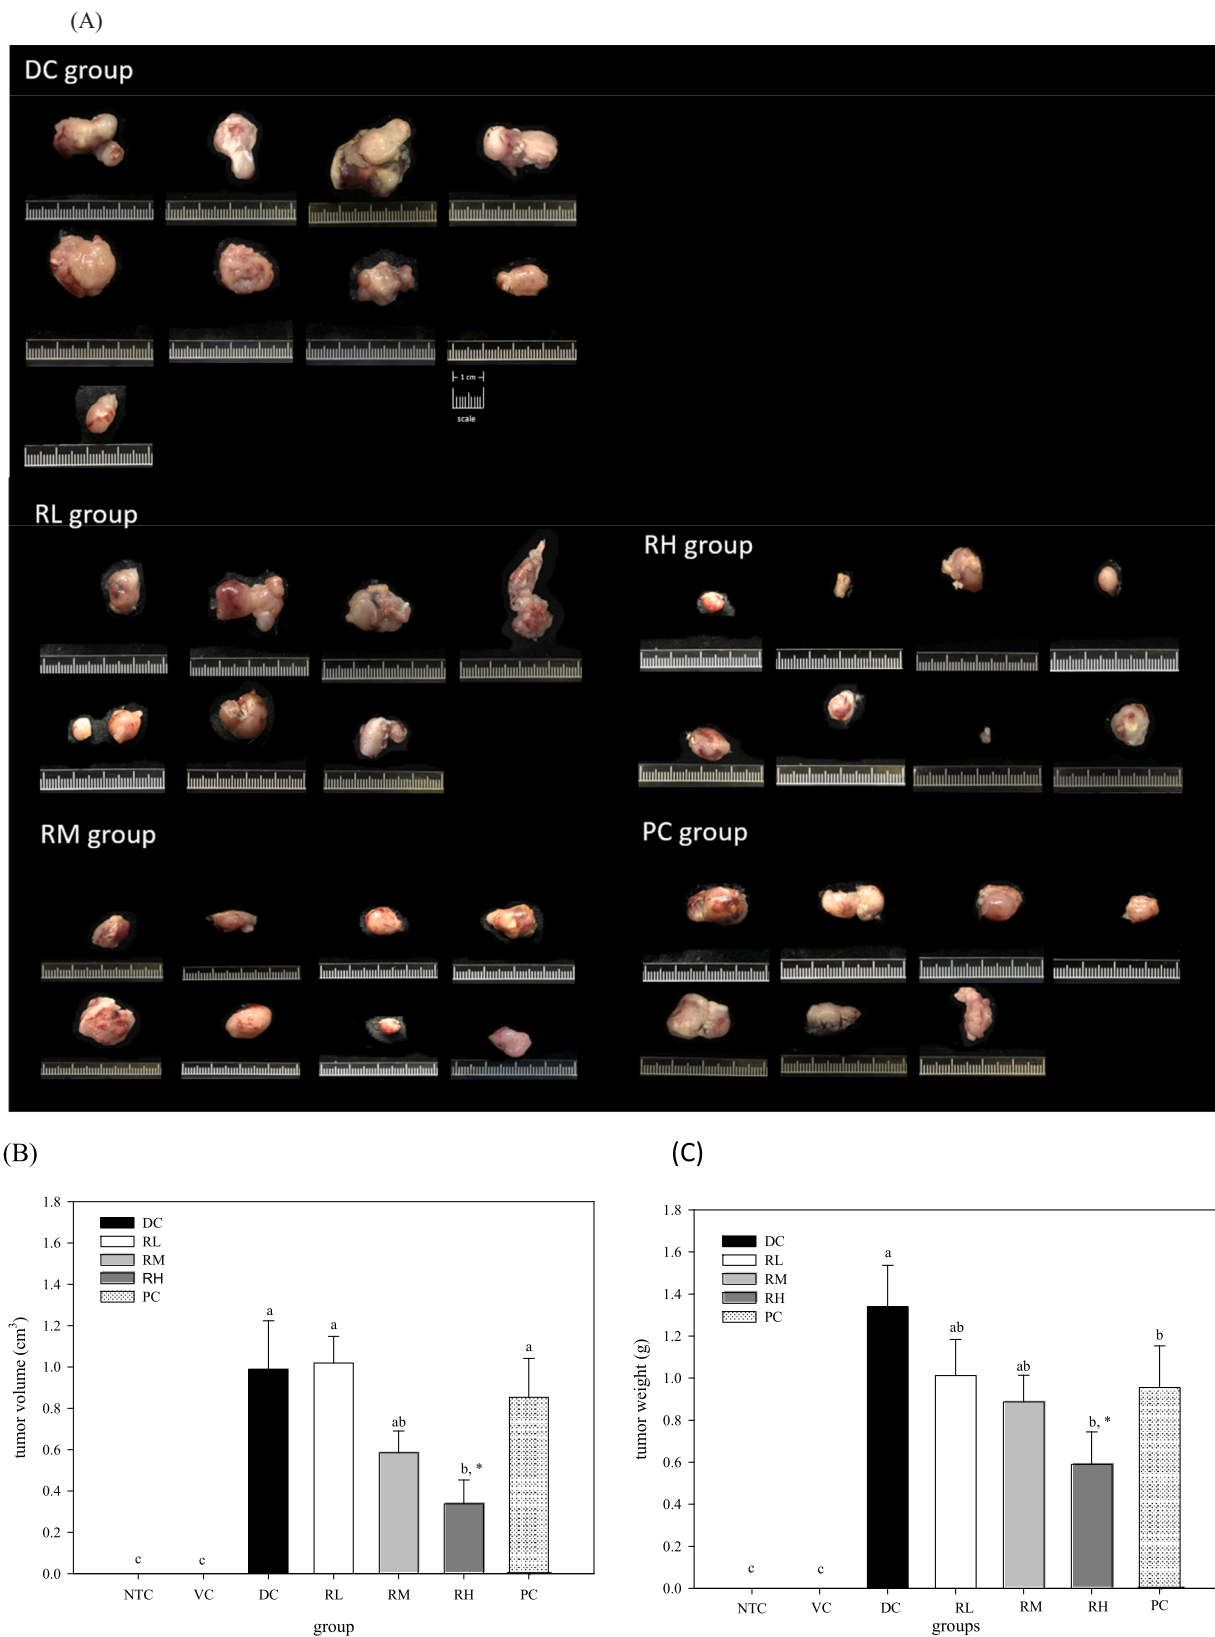 (A)
DC group
1 cm
scale
RL group
RH group
RM group
PC group
(B)
(C)
1.8
1.6
1.4
1.2
1.0
0.8
0.6
0.4
0.2
0.0
tumor volume (cm³)
DC
RL
RM
RH
PC
c
c
a
a
ab
b, *
a
NTC
VC
DC
RL
RM
RH
PC
group
1.8
1.6
1.4
1.2
1.0
0.8
0.6
0.4
0.2
0.0
tumor weight (g)
DC
RL
RM
RH
PC
c
c
a
ab
ab
b, *
b
NTC
VC
DC
RL
RM
RH
PC
groups